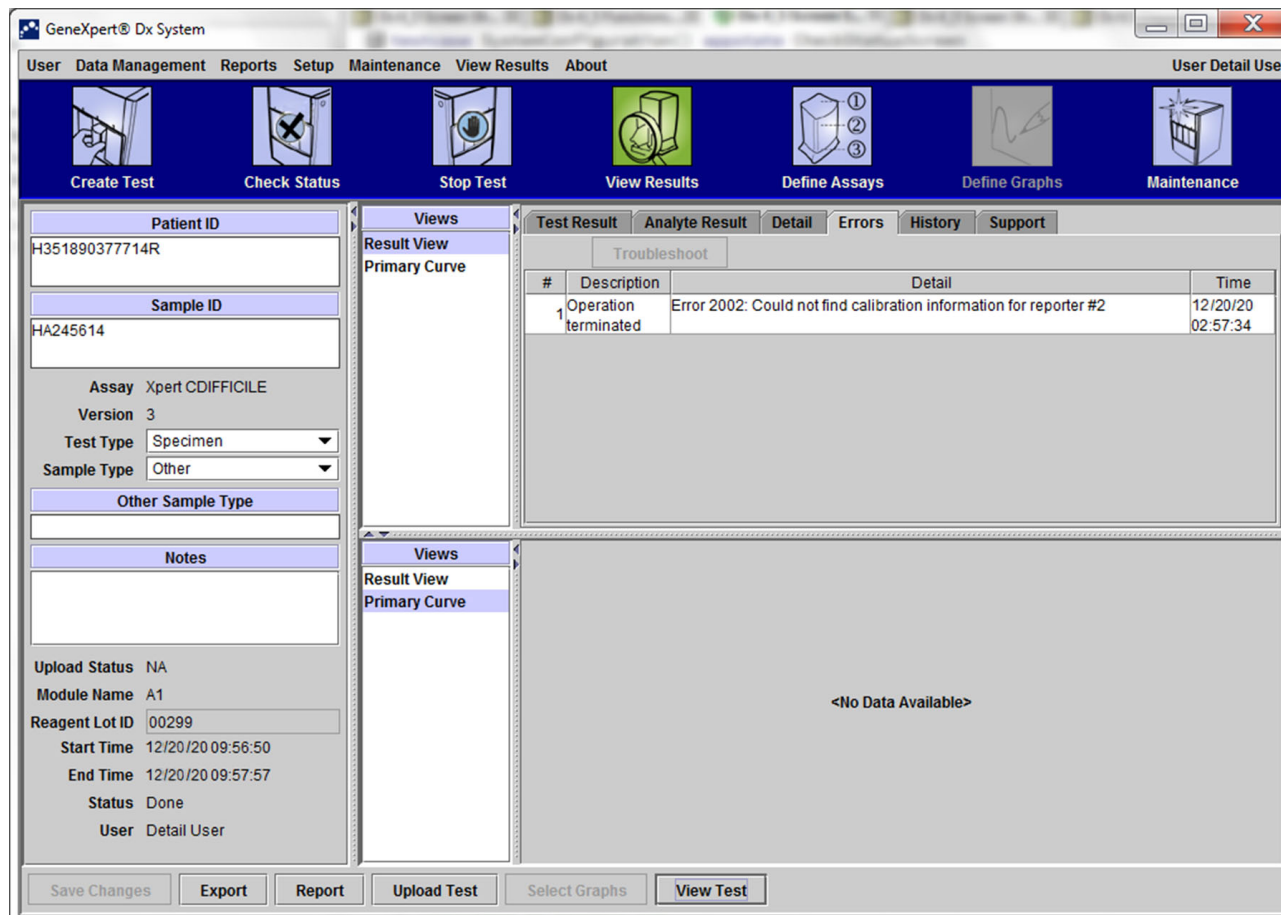 GeneXpert® Dx System
User Data Management Reports Setup Maintenance View Results About User Detail Use
Create Test Check Status Stop Test View Results Define Assays Define Graphs Maintenance
Patient ID
H351890377714R
Sample ID
HA245614
Assay Xpert CDIFFICILE
Version 3
Test Type Specimen
Sample Type Other
Other Sample Type
Notes
Upload Status NA
Module Name A1
Reagent Lot ID 00299
Start Time 12/20/20 09:56:50
End Time 12/20/20 09:57:57
Status Done
User Detail User
Views
Result View
Primary Curve
Test Result Analyte Result Detail Errors History Support
Troubleshoot
# Description Detail Time
1 Operation terminated Error 2002: Could not find calibration information for reporter #2 12/20/20 02:57:34
Views
Result View
Primary Curve
<No Data Available>
Save Changes Export Report Upload Test Select Graphs View Test